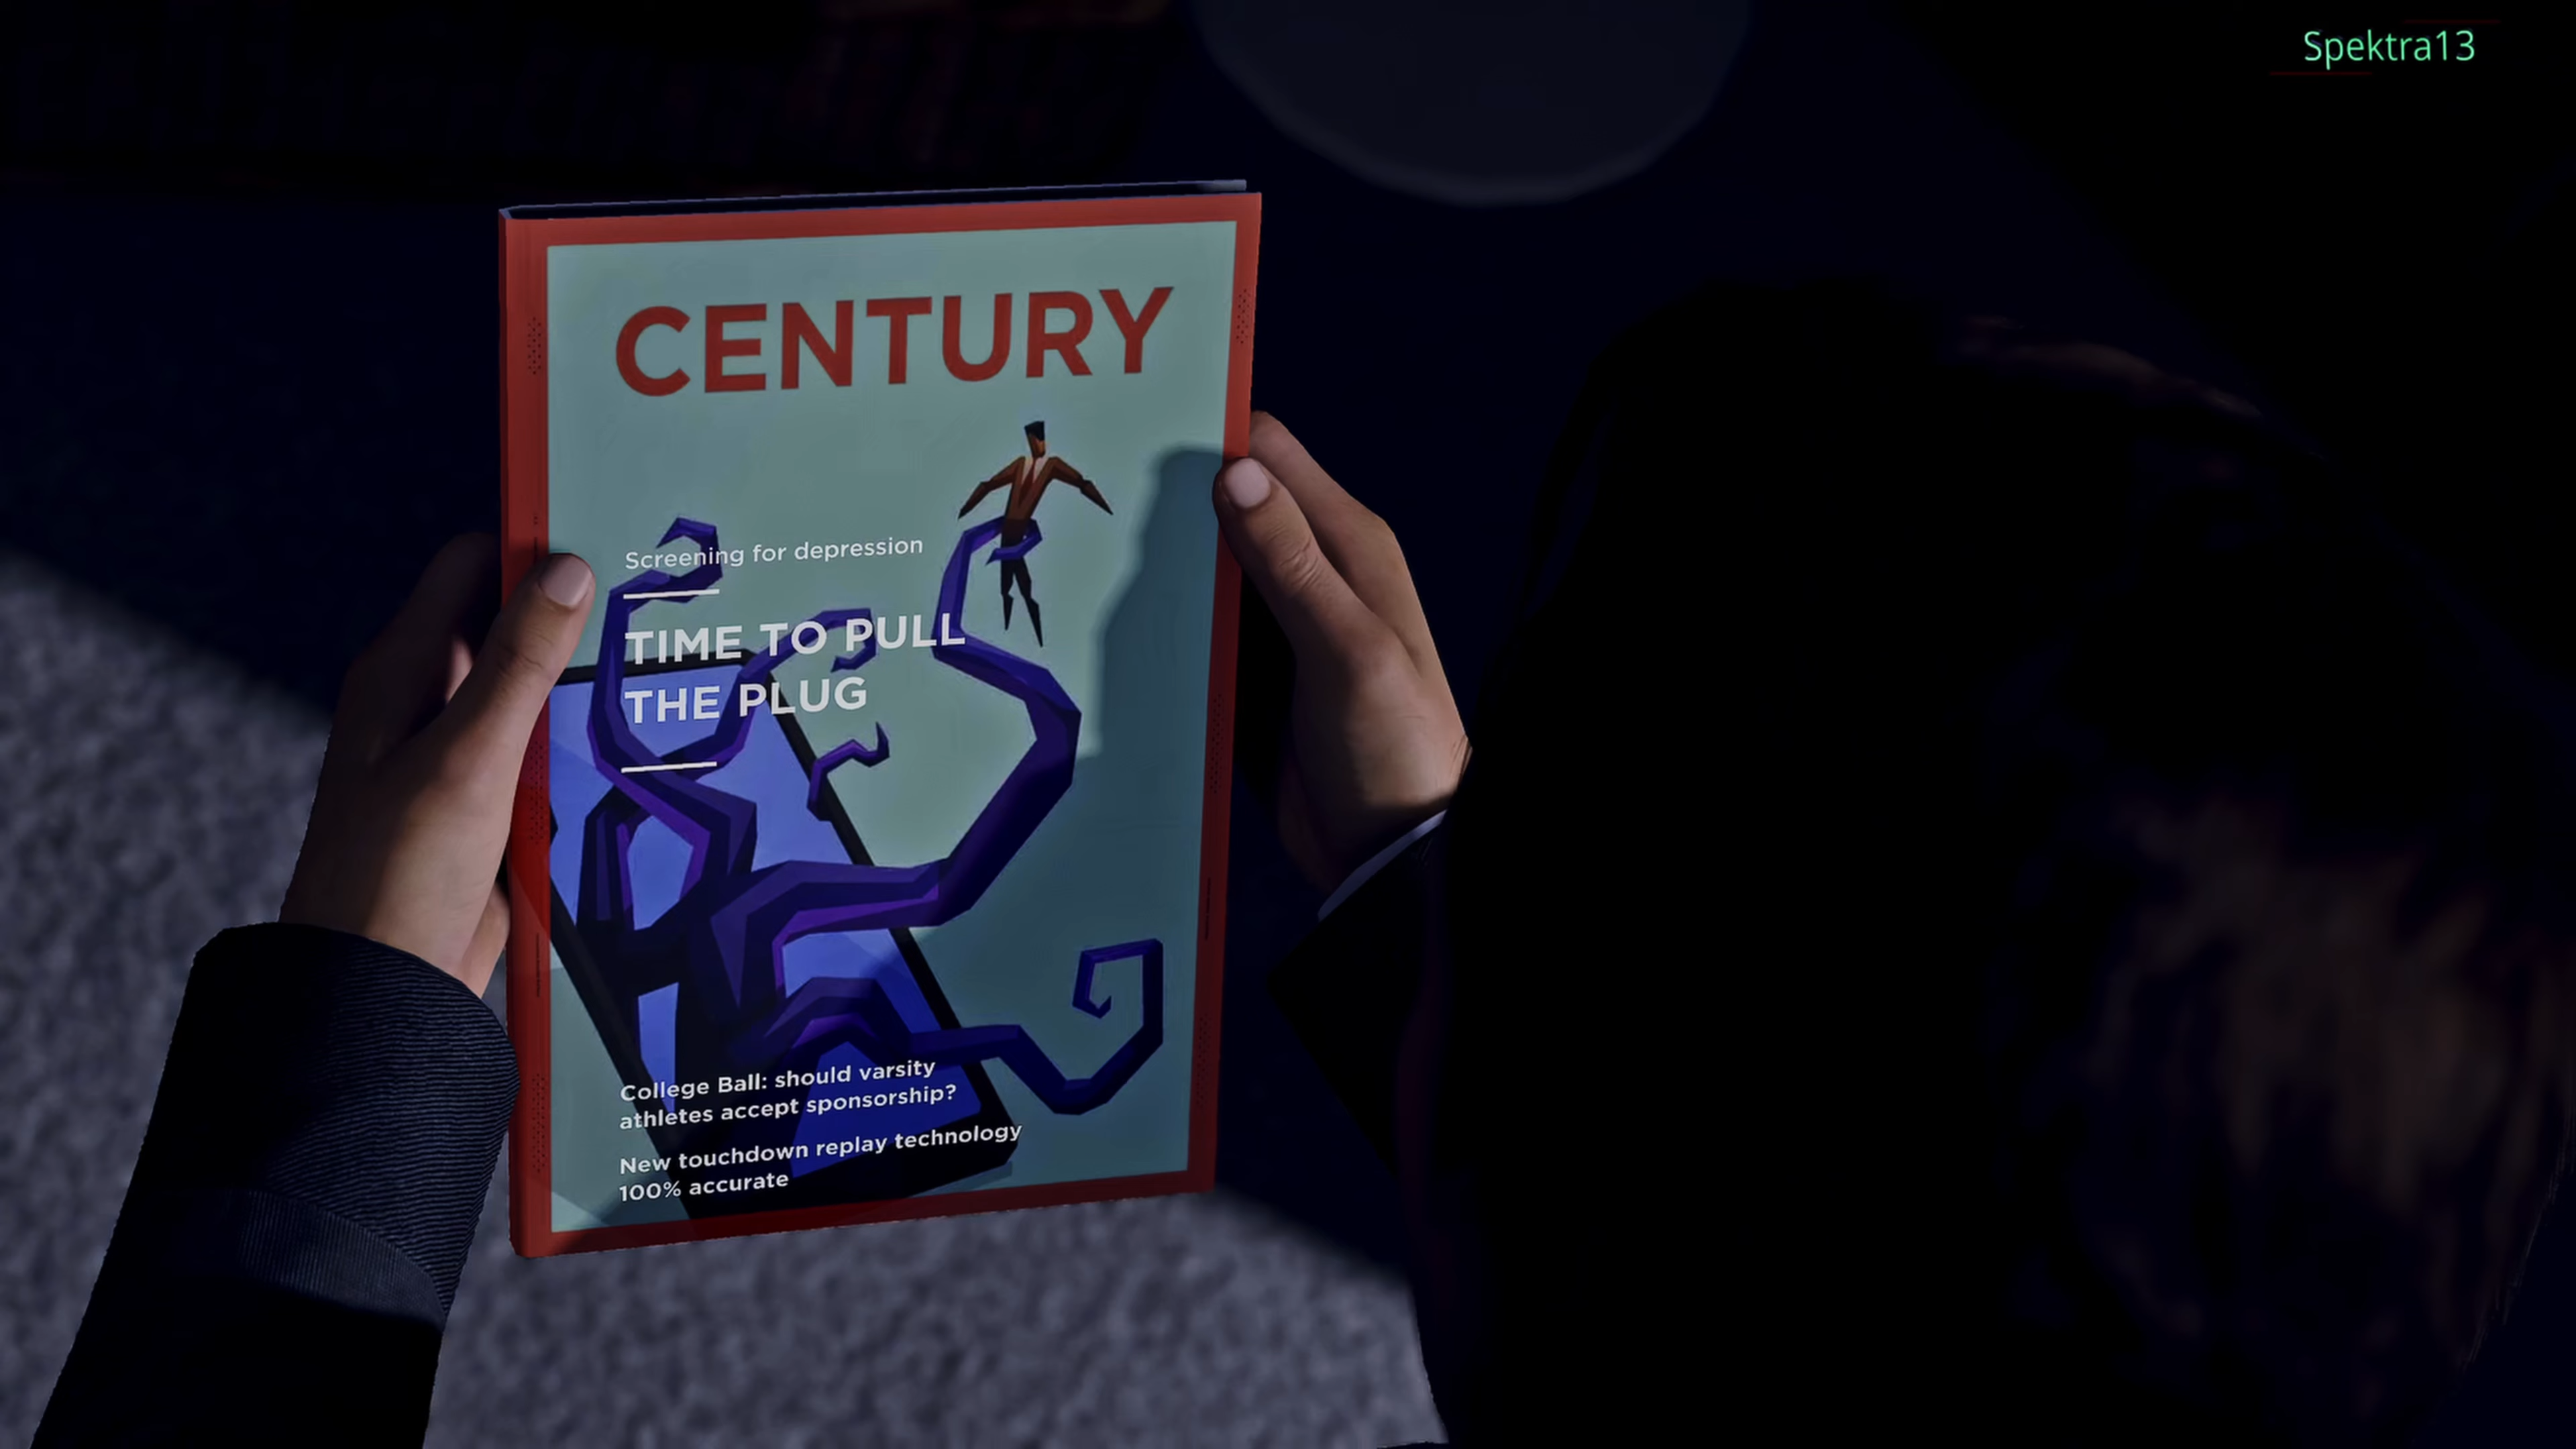 Spektra13
CENTURY
Screening for depression
TIME TO PULL
THE PLUG
College Ball: should varsity
athletes accept sponsorship?
New touchdown replay technology
100% accurate